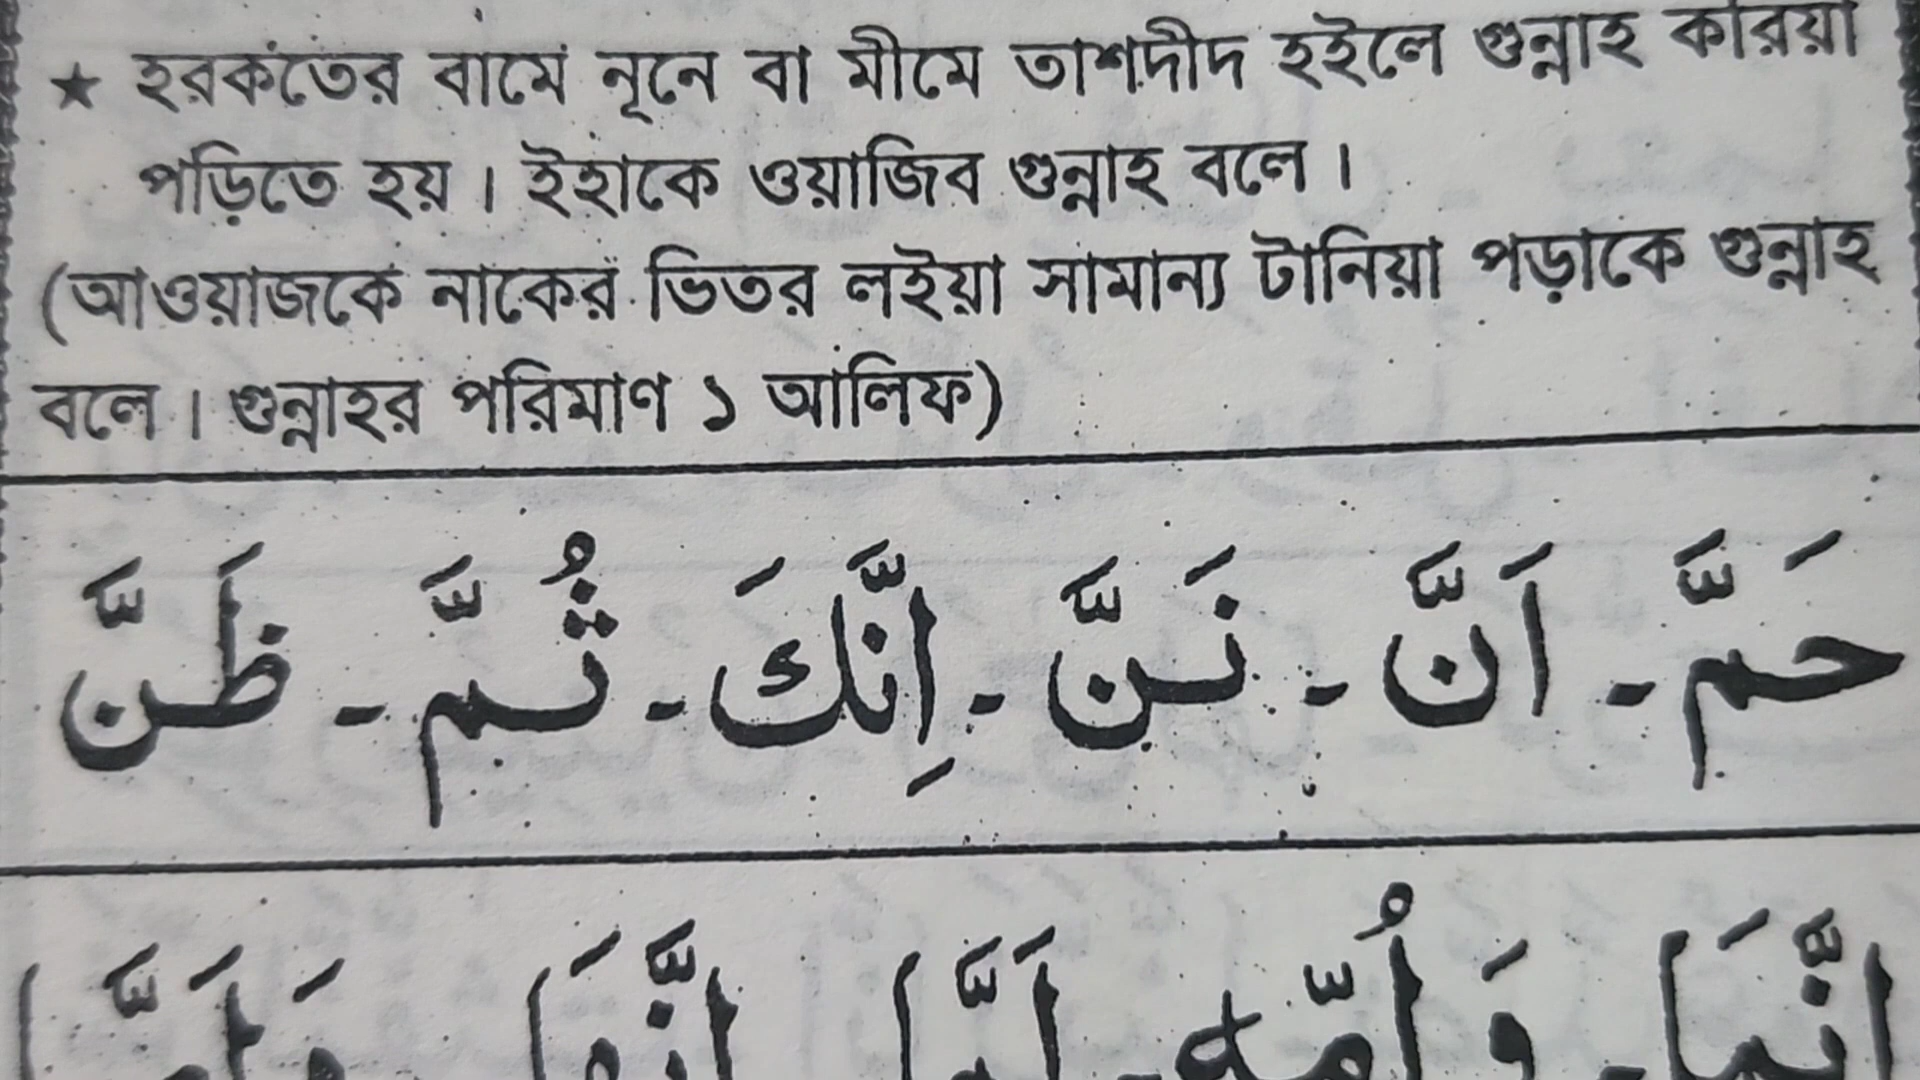 ★ হরকতের বামে নূনে বা মীমে তাশদীদ হইলে গুন্নাহ করিয়া
পড়িতে হয়। ইহাকে ওয়াজিব গুন্নাহ বলে।
(আওয়াজকে নাকের ভিতর লইয়া সামান্য টানিয়া পড়াকে গুন্নাহ
বলে। গুন্নাহর পরিমাণ ১ আলিফ)
حَمَّ - اَنَّ - نَنَّ - اِنَّكَ - ثُمَّ - ظَنَّ